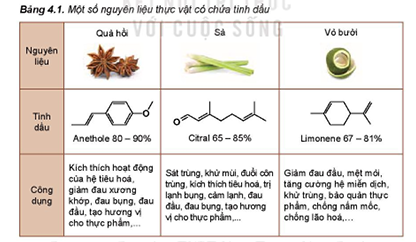 Bảng 4.1. Một số nguyên liệu thực vật có chứa tinh dầu
VỚI CUỘC SỐNG
Nguyên liệu
Quả hồi
Sả
Vỏ bưởi
Tinh dầu
O
Anethole 80 – 90%
O
Citral 65 – 85%
Limonene 67 – 81%
Công dụng
Kích thích hoạt động
của hệ tiêu hoá,
giảm đau xương
khớp, đau bụng, đau
đầu, tạo hương vị
cho thực phẩm,...
Sát trùng, khử mùi, đuổi côn
trùng, kích thích tiêu hoá, trị
lạnh bụng, cảm lạnh, đau
đầu, đau bụng, tạo hương
vị cho thực phẩm,...
Giảm đau đầu, mệt mỏi,
tăng cường hệ miễn dịch,
khử trùng, bảo quản thực
phẩm, chống nấm mốc,
chống lão hoá,...